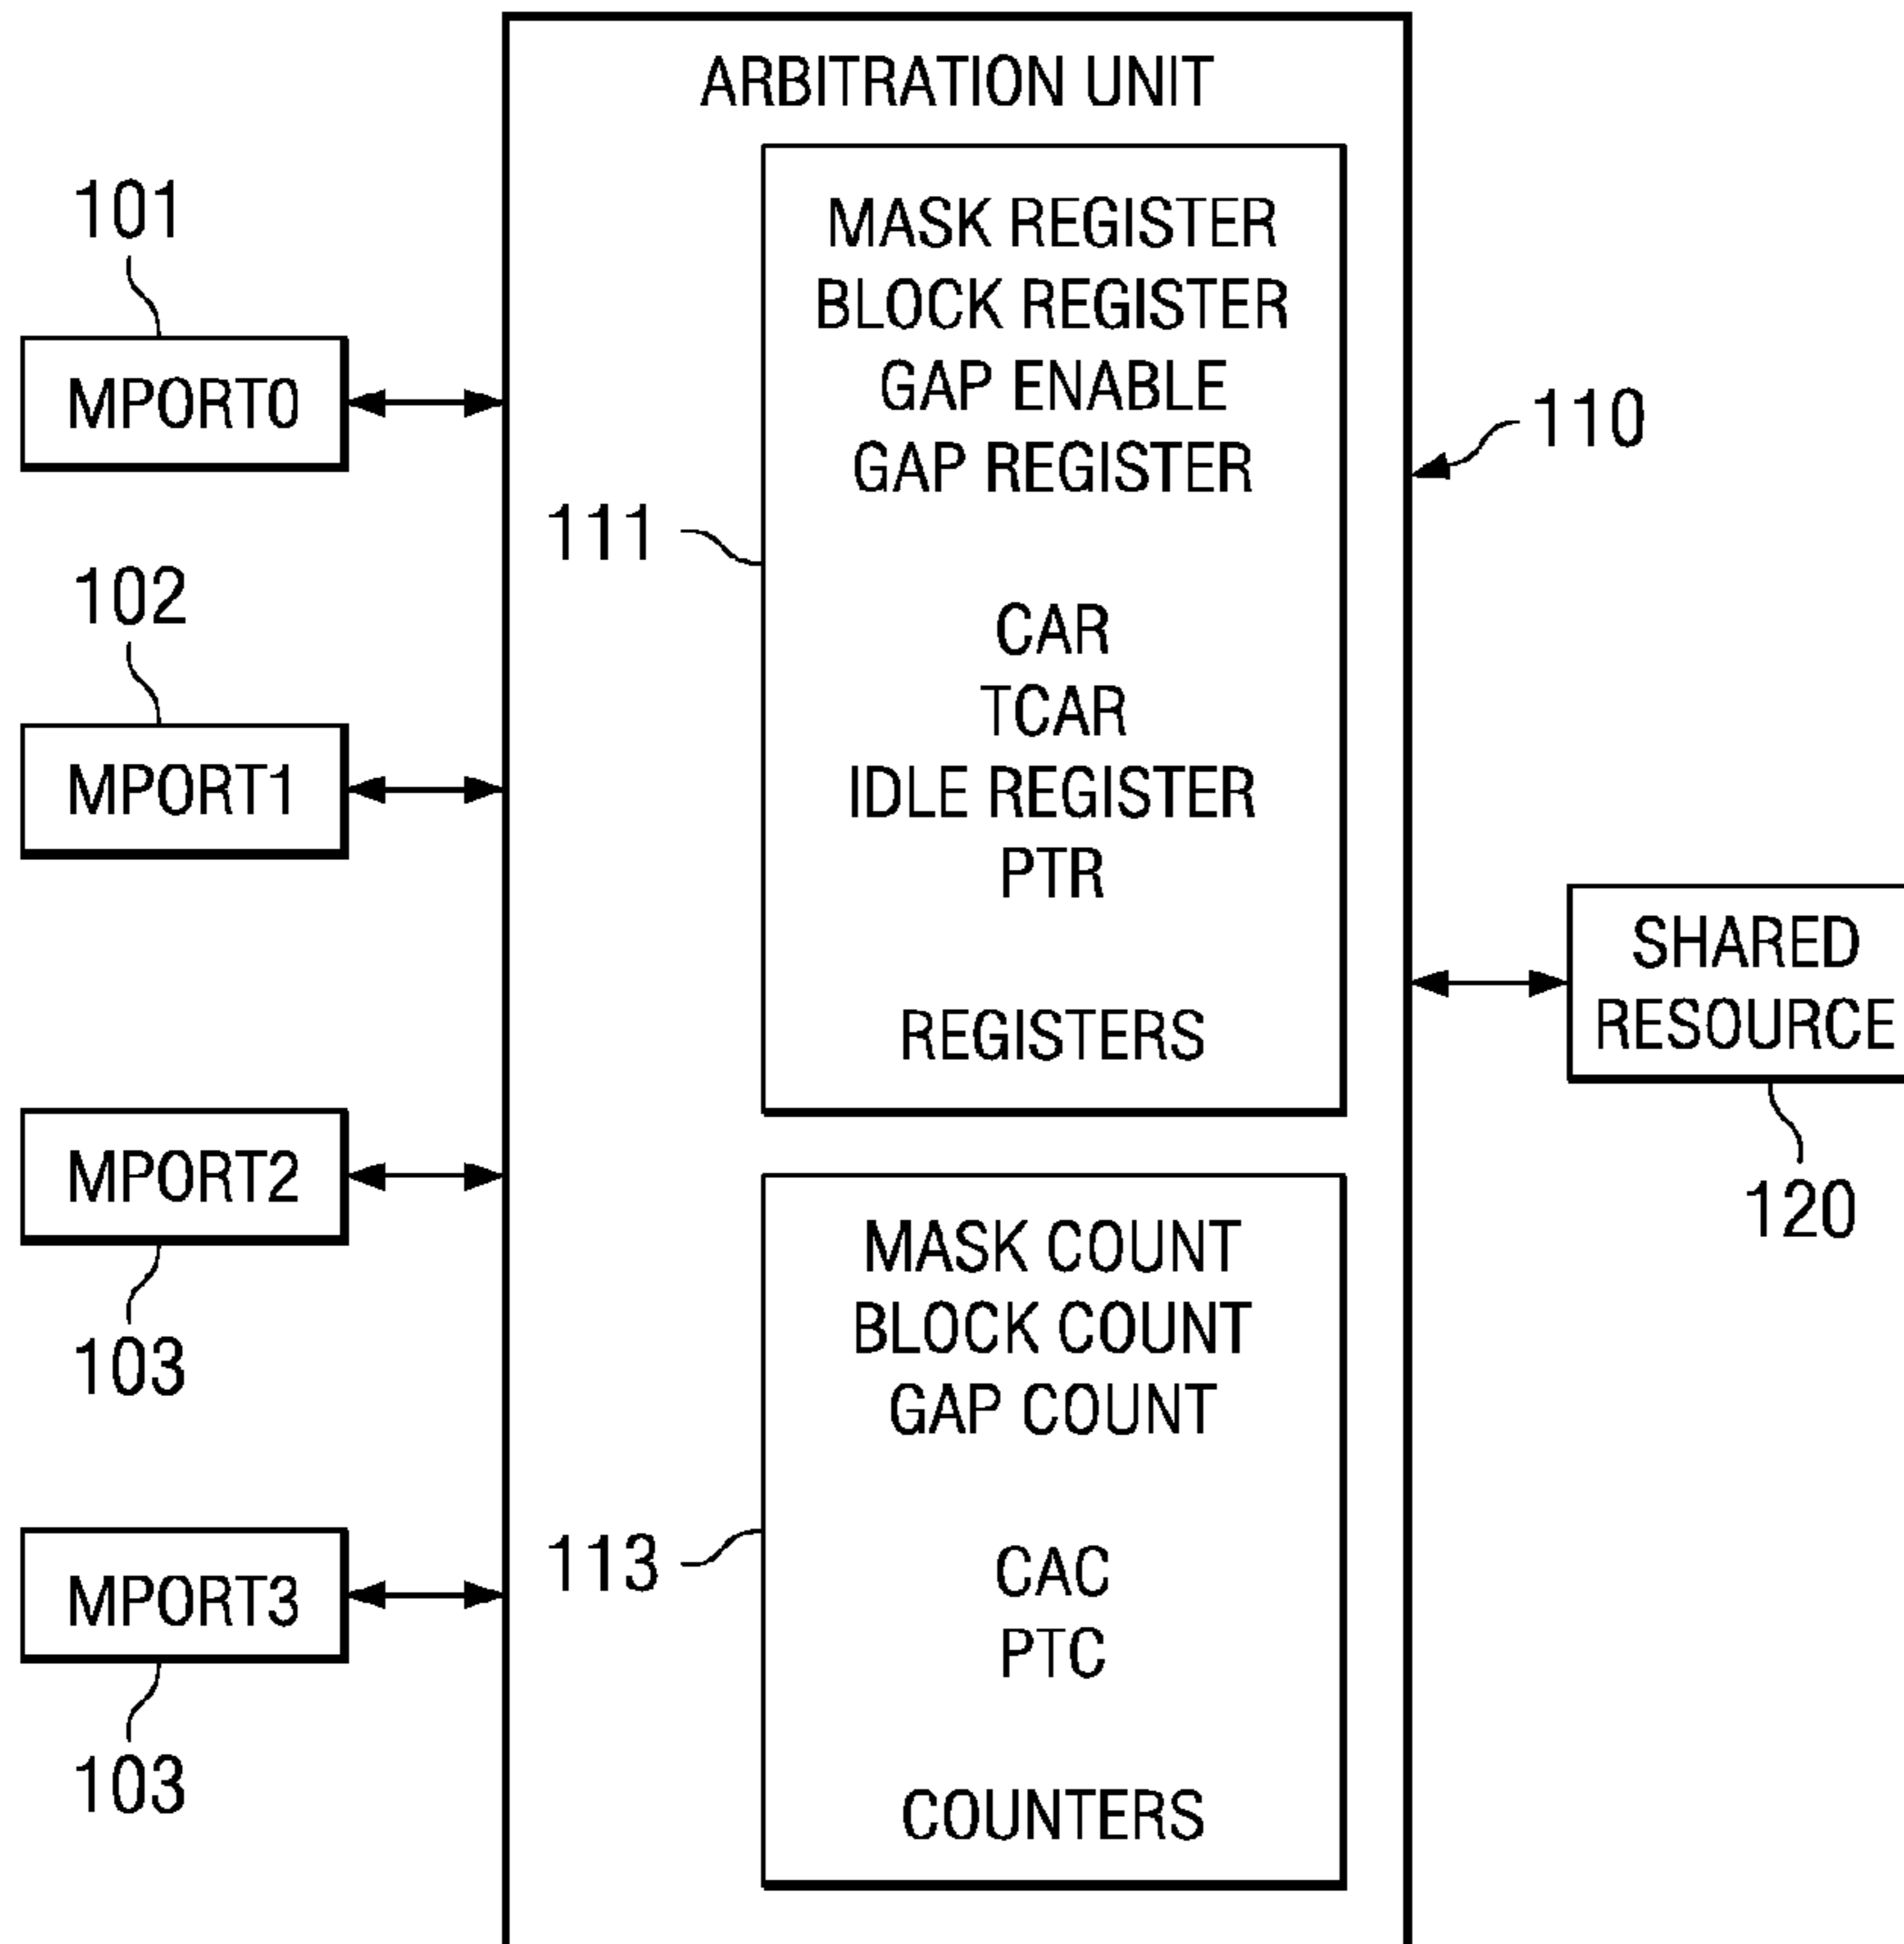 ARBITRATION UNIT
101
MPORT0
102
MPORT1
MPORT2
103
MPORT3
103
111
MASK REGISTER
BLOCK REGISTER
GAP ENABLE
GAP REGISTER
CAR
TCAR
IDLE REGISTER
PTR
REGISTERS
113
MASK COUNT
BLOCK COUNT
GAP COUNT
CAC
PTC
COUNTERS
110
SHARED
RESOURCE
120